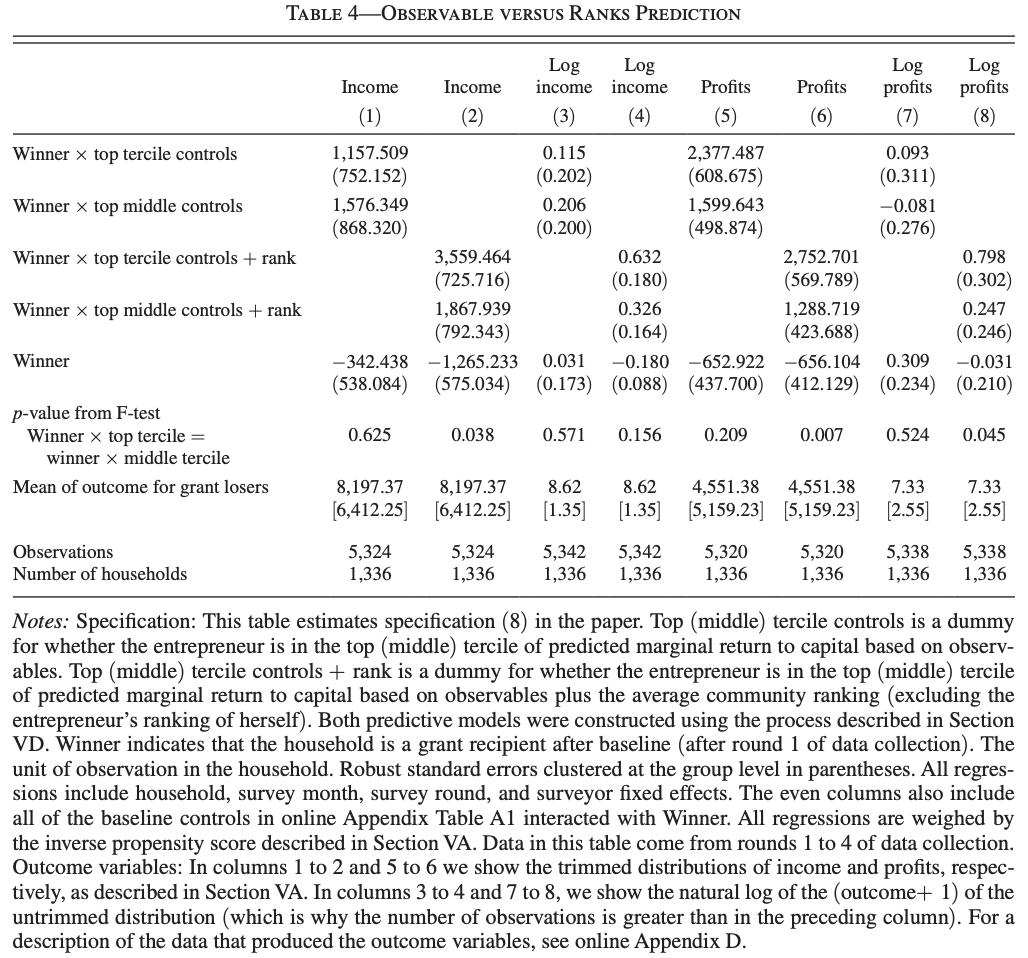 TABLE 4—OBSERVABLE VERSUS RANKS PREDICTION
Income (1) Income (2) Log income (3) Log income (4) Profits (5) Profits (6) Log profits (7) Log profits (8)
Winner × top tercile controls 1,157.509 0.115 2,377.487 0.093
(752.152) (0.202) (608.675) (0.311)
Winner × top middle controls 1,576.349 0.206 1,599.643 −0.081
(868.320) (0.200) (498.874) (0.276)
Winner × top tercile controls + rank 3,559.464 0.632 2,752.701 0.798
(725.716) (0.180) (569.789) (0.302)
Winner × top middle controls + rank 1,867.939 0.326 1,288.719 0.247
(792.343) (0.164) (423.688) (0.246)
Winner −342.438 −1,265.233 0.031 −0.180 −652.922 −656.104 0.309 −0.031
(538.084) (575.034) (0.173) (0.088) (437.700) (412.129) (0.234) (0.210)
p-value from F-test
Winner × top tercile = 0.625 0.038 0.571 0.156 0.209 0.007 0.524 0.045
winner × middle tercile
Mean of outcome for grant losers 8,197.37 8,197.37 8.62 8.62 4,551.38 4,551.38 7.33 7.33
[6,412.25] [6,412.25] [1.35] [1.35] [5,159.23] [5,159.23] [2.55] [2.55]
Observations 5,324 5,324 5,342 5,342 5,320 5,320 5,338 5,338
Number of households 1,336 1,336 1,336 1,336 1,336 1,336 1,336 1,336
Notes: Specification: This table estimates specification (8) in the paper. Top (middle) tercile controls is a dummy
for whether the entrepreneur is in the top (middle) tercile of predicted marginal return to capital based on observ-
ables. Top (middle) tercile controls + rank is a dummy for whether the entrepreneur is in the top (middle) tercile
of predicted marginal return to capital based on observables plus the average community ranking (excluding the
entrepreneur's ranking of herself). Both predictive models were constructed using the process described in Section
VD. Winner indicates that the household is a grant recipient after baseline (after round 1 of data collection). The
unit of observation in the household. Robust standard errors clustered at the group level in parentheses. All regres-
sions include household, survey month, survey round, and surveyor fixed effects. The even columns also include
all of the baseline controls in online Appendix Table A1 interacted with Winner. All regressions are weighed by
the inverse propensity score described in Section VA. Data in this table come from rounds 1 to 4 of data collection.
Outcome variables: In columns 1 to 2 and 5 to 6 we show the trimmed distributions of income and profits, respec-
tively, as described in Section VA. In columns 3 to 4 and 7 to 8, we show the natural log of the (outcome+ 1) of the
untrimmed distribution (which is why the number of observations is greater than in the preceding column). For a
description of the data that produced the outcome variables, see online Appendix D.